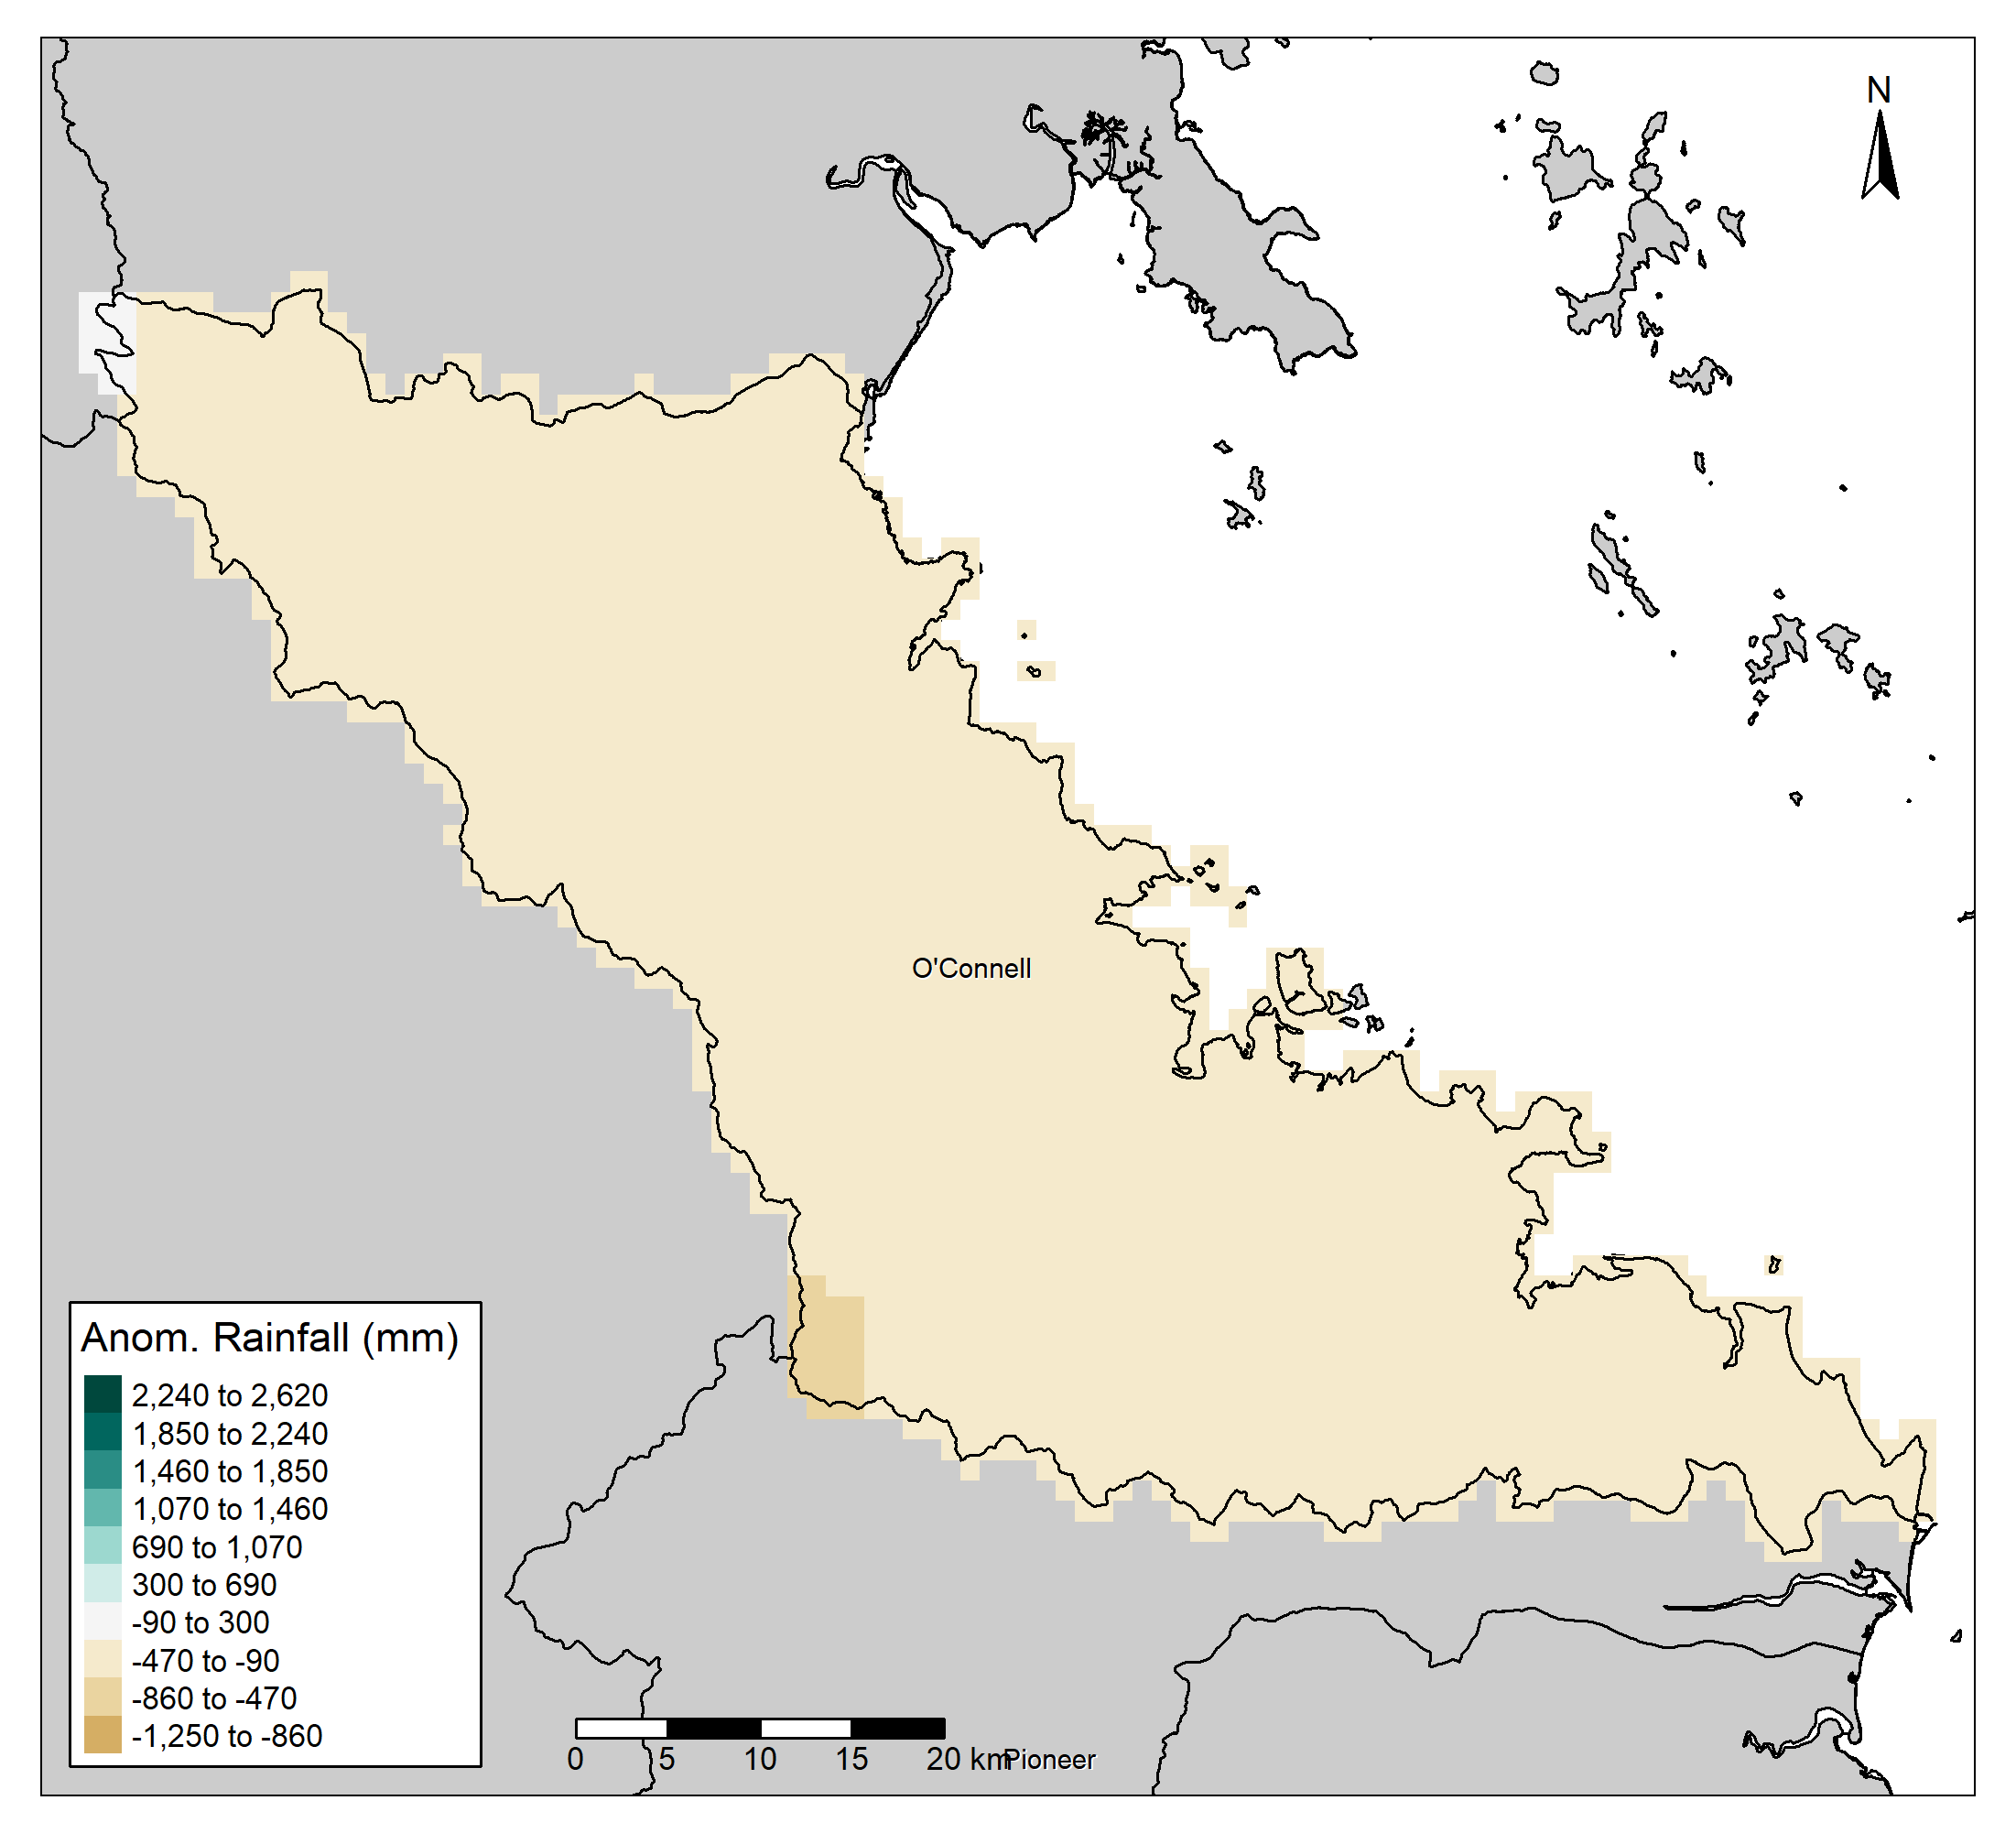 N
O'Connell
Anom. Rainfall (mm)
2,240 to 2,620
1,850 to 2,240
1,460 to 1,850
1,070 to 1,460
690 to 1,070
300 to 690
-90 to 300
-470 to -90
-860 to -470
-1,250 to -860
0 5 10 15 20 km
Pioneer